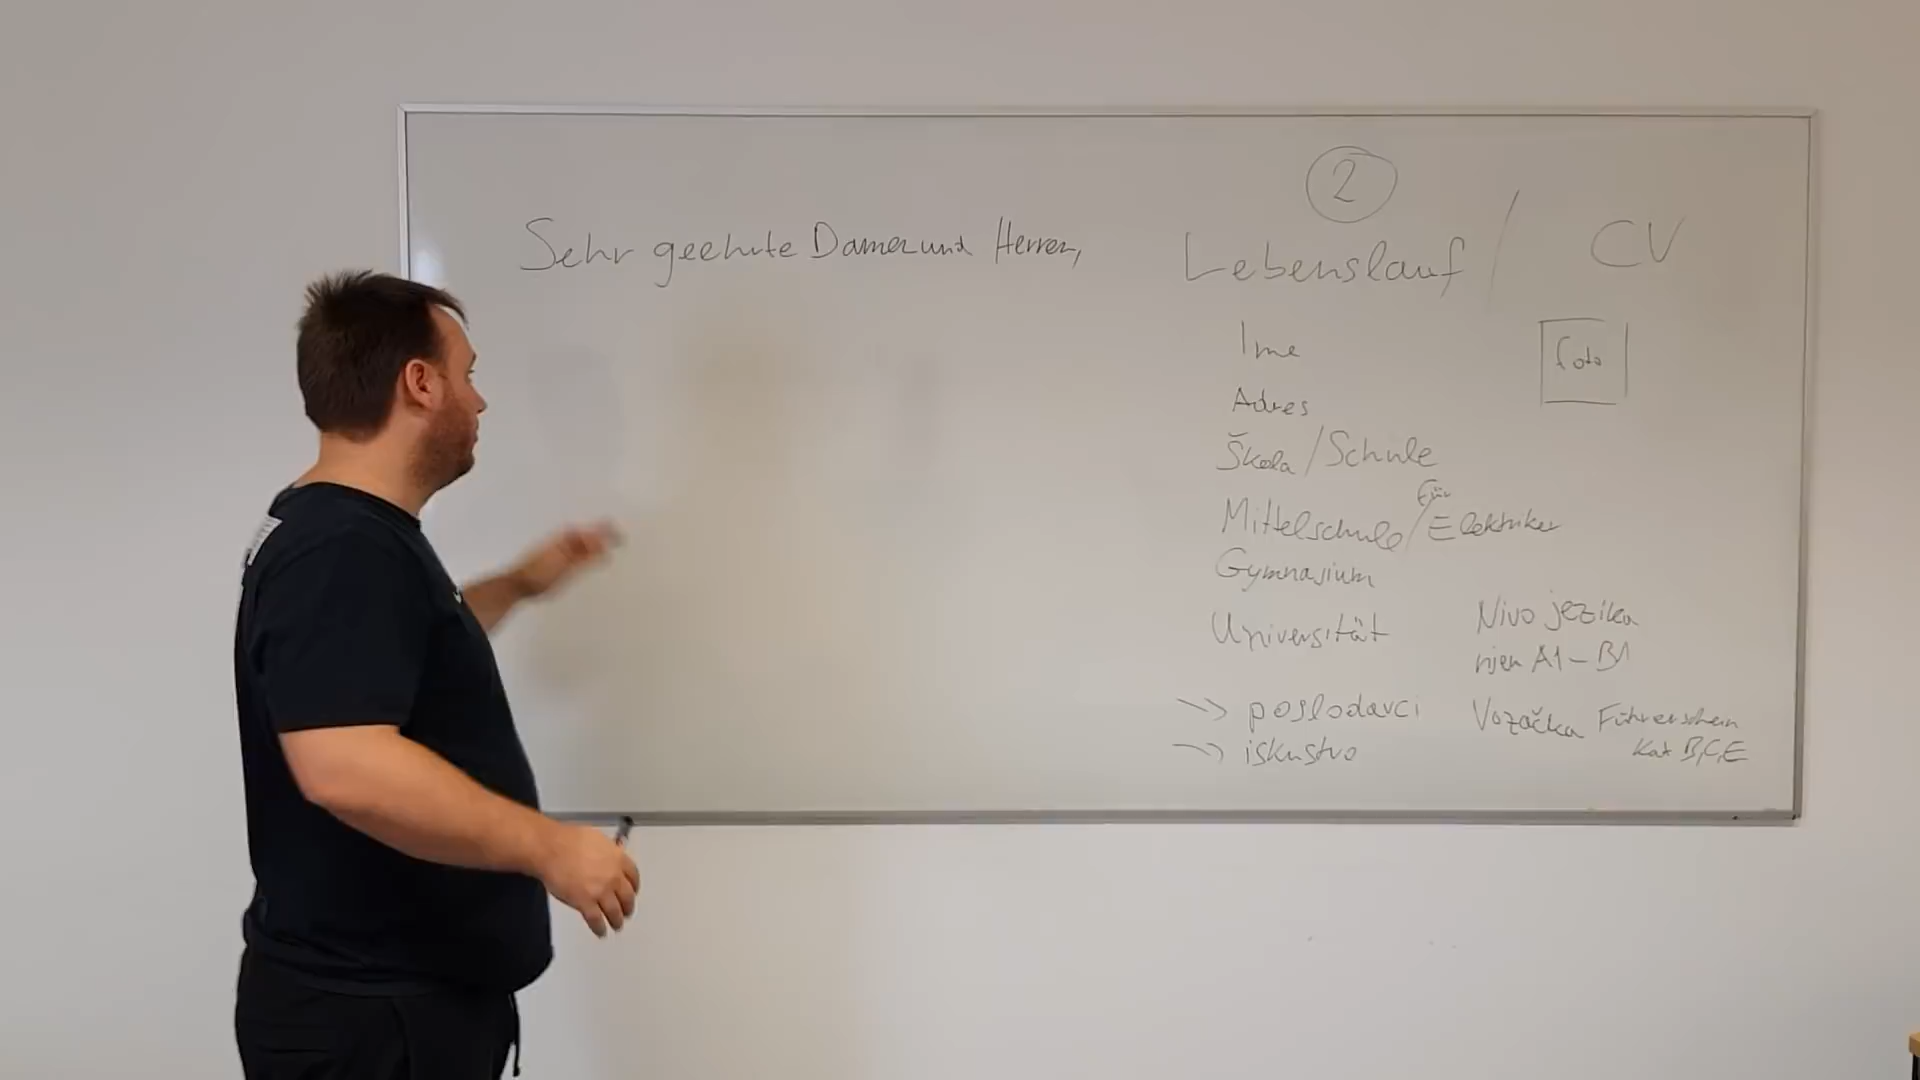 Sehr geehrte Damen und Herren,
2
Lebenslauf / CV
Ime
foto
Adres
Škola / Schule
Mittelschule / für Elektriker
Gymnasium
Universität
Nivo jezika
njem A1 - B1
>> poslodavci
>> iskustvo
Vozačka Führerschein
Kat B,C,E